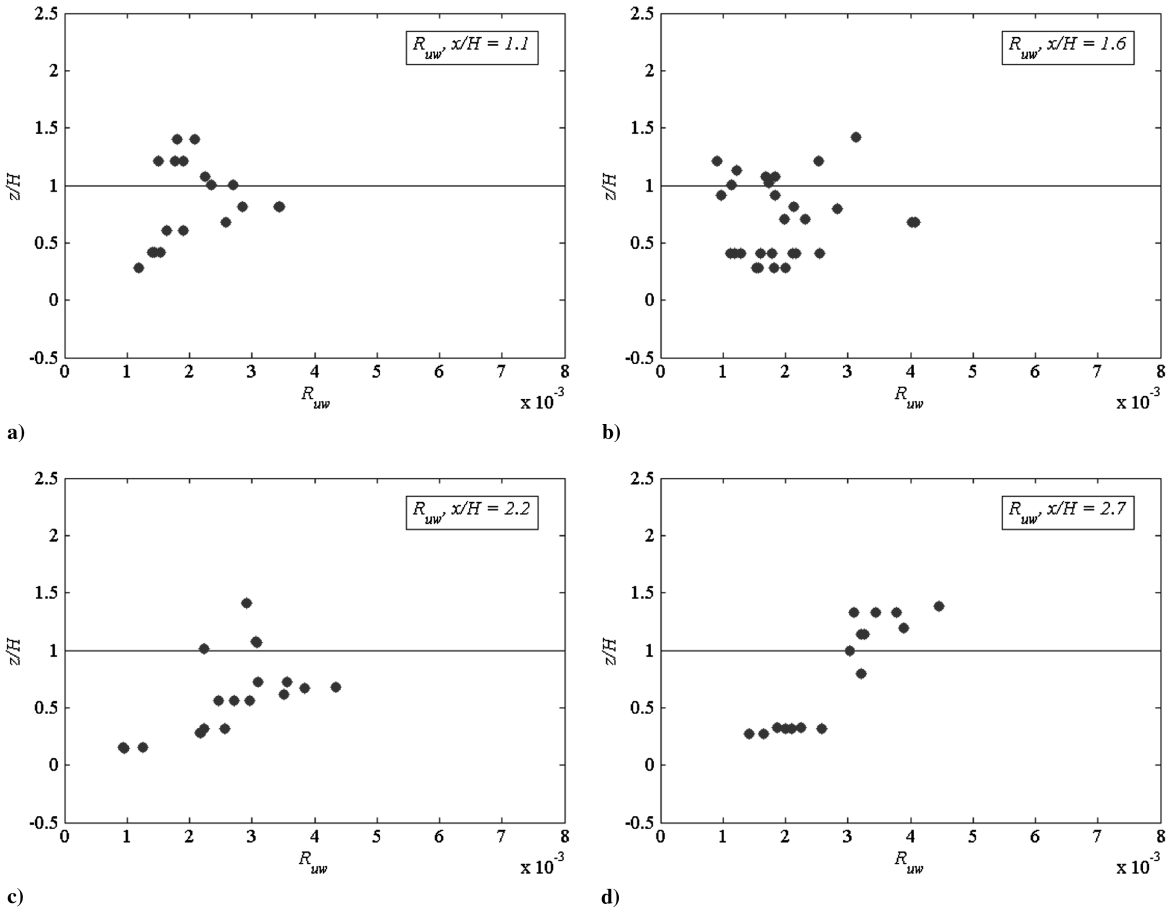 2.5
2
1.5
1
0.5
0
-0.5
z/H
R_uw, x/H = 1.1
0 1 2 3 4 5 6 7 8
R_uw
x 10^-3
a)
2.5
2
1.5
1
0.5
0
-0.5
z/H
R_uw, x/H = 1.6
0 1 2 3 4 5 6 7 8
R_uw
x 10^-3
b)
2.5
2
1.5
1
0.5
0
-0.5
z/H
R_uw, x/H = 2.2
0 1 2 3 4 5 6 7 8
R_uw
x 10^-3
c)
2.5
2
1.5
1
0.5
0
-0.5
z/H
R_uw, x/H = 2.7
0 1 2 3 4 5 6 7 8
R_uw
x 10^-3
d)